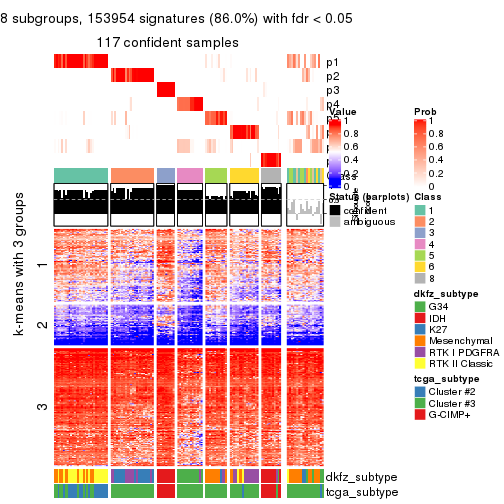 8 subgroups, 153954 signatures (86.0%) with fdr < 0.05
117 confident samples
p1
p2
p3
p4
Value
1
0.8
0.6
0.4
0.2
0
Prob
1
0.8
0.6
0.4
0.2
0
Class
Status (barplots)
confident
ambiguous
Class
1
2
3
4
5
6
8
dkfz_subtype
G34
IDH
K27
Mesenchymal
RTK I PDGFRA
RTK II Classic
tcga_subtype
Cluster #2
Cluster #3
G-CIMP+
k-means with 3 groups
1
2
3
dkfz_subtype
tcga_subtype